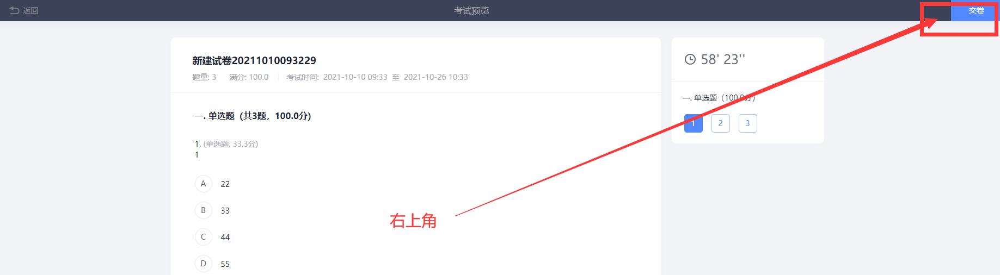 返回
考试预览
交卷
新建试卷20211010093229
题量: 3 满分: 100.0 考试时间: 2021-10-10 09:33 至 2021-10-26 10:33
一. 单选题（共3题，100.0分）
1. (单选题, 33.3分)
1
A 22
B 33
C 44
D 55
58' 23''
一. 单选题（100.0分）
1 2 3
右上角